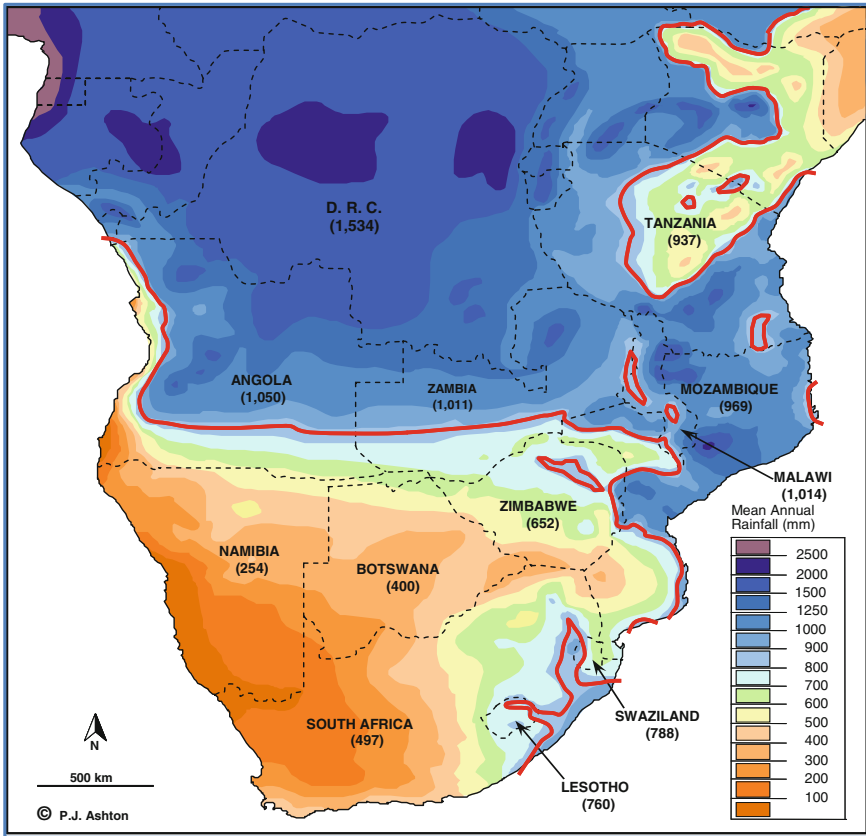 D. R. C.
(1,534)
TANZANIA
(937)
ANGOLA
(1,050)
ZAMBIA
(1,011)
MOZAMBIQUE
(969)
MALAWI
(1,014)
ZIMBABWE
(652)
NAMIBIA
(254)
BOTSWANA
(400)
SOUTH AFRICA
(497)
SWAZILAND
(788)
LESOTHO
(760)
Mean Annual
Rainfall (mm)
2500
2000
1500
1250
1000
900
800
700
600
500
400
300
200
100
N
500 km
© P.J. Ashton